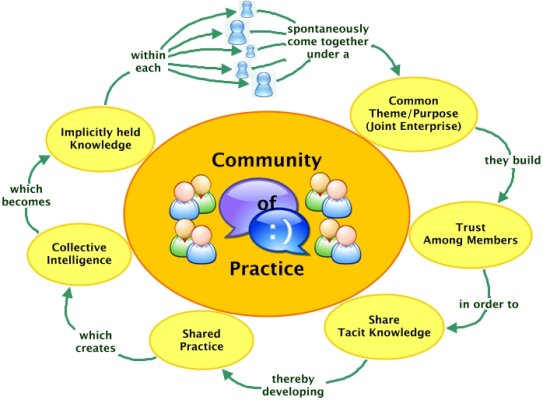 within
each
spontaneously
come together
under a
Common
Theme/Purpose
(Joint Enterprise)
they build
Trust
Among Members
in order to
Share
Tacit Knowledge
thereby
developing
Shared
Practice
which
creates
Collective
Intelligence
which
becomes
Implicitly held
Knowledge
Community
of
:)
Practice